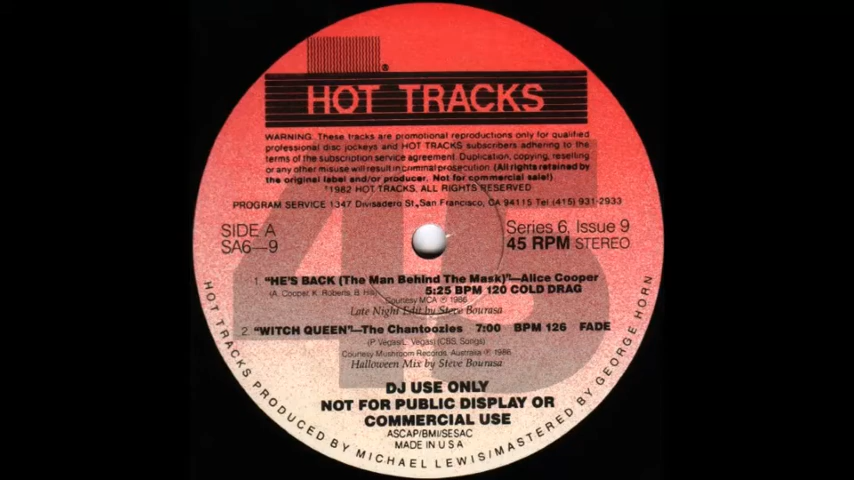 ®
HOT TRACKS
WARNING: These tracks are promotional reproductions only for qualified
professional disc jockeys and HOT TRACKS subscribers adhering to the
terms of the subscription service agreement. Duplication, copying, reselling
or any other misuse will result in criminal prosecution. (All rights retained by
the original label and/or producer. Not for commercial sale!)
1982 HOT TRACKS. ALL RIGHTS RESERVED
PROGRAM SERVICE 1347 Divisadero St., San Francisco, CA 94115 Tel (415) 931-2933
SIDE A
SA6—9
Series 6, Issue 9
45 RPM STEREO
45
1. "HE'S BACK (The Man Behind The Mask)"—Alice Cooper
(A. Cooper, K. Roberts, B.
5:25 BPM 120 COLD DRAG
Courtesy MCA ℗ 1986
Late Night Edit by Steve Bourasa
2. "WITCH QUEEN"—The Chantoozies 7:00 BPM 126 FADE
(P. Vegas/L. Vegas) (CBS. Songs)
Courtesy Mushroom Records, Australia ℗ 1986
Halloween Mix by Steve Bourasa
DJ USE ONLY
NOT FOR PUBLIC DISPLAY OR
COMMERCIAL USE
ASCAP/BMI/SESAC
MADE IN U S A
HOT TRACKS PRODUCED BY MICHAEL LEWIS/MASTERED BY GEORGE HORN